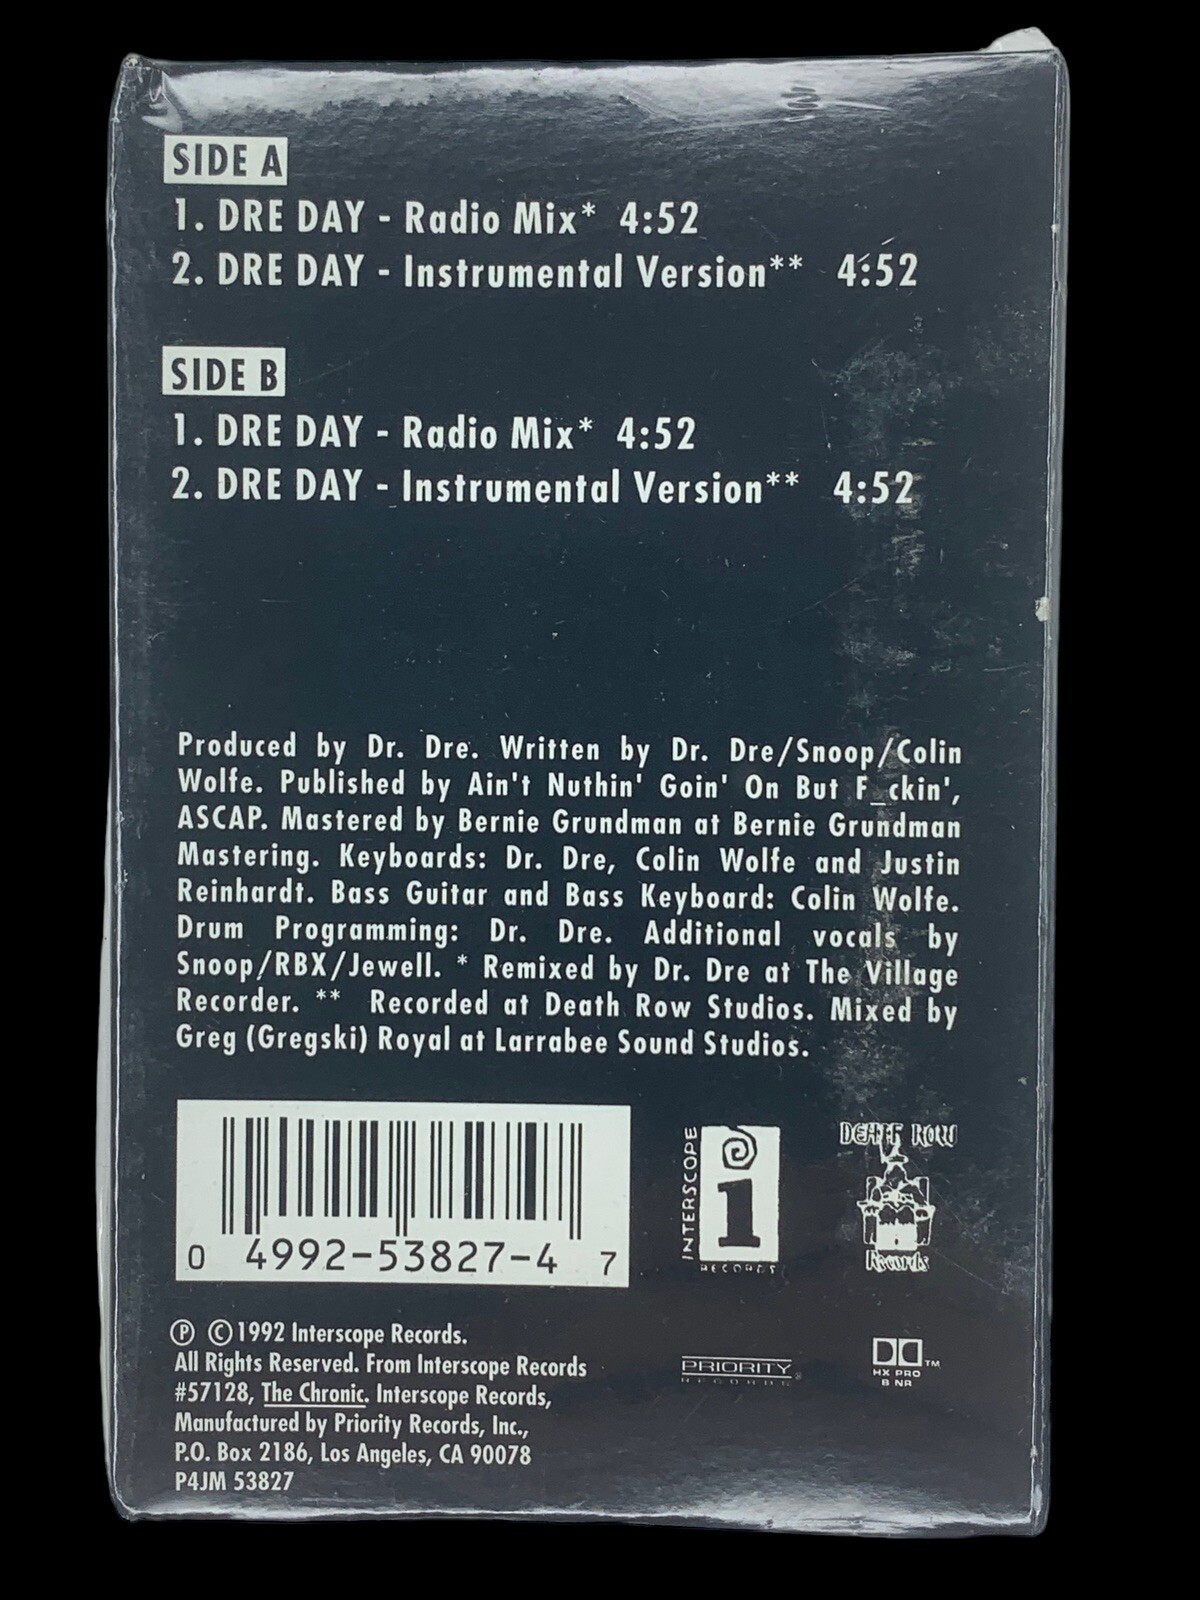 SIDE A
1. DRE DAY - Radio Mix* 4:52
2. DRE DAY - Instrumental Version** 4:52
SIDE B
1. DRE DAY - Radio Mix* 4:52
2. DRE DAY - Instrumental Version** 4:52
Produced by Dr. Dre. Written by Dr. Dre/Snoop/Colin
Wolfe. Published by Ain't Nuthin' Goin' On But F_ckin',
ASCAP. Mastered by Bernie Grundman at Bernie Grundman
Mastering. Keyboards: Dr. Dre, Colin Wolfe and Justin
Reinhardt. Bass Guitar and Bass Keyboard: Colin Wolfe.
Drum Programming: Dr. Dre. Additional vocals by
Snoop/RBX/Jewell. * Remixed by Dr. Dre at The Village
Recorder. ** Recorded at Death Row Studios. Mixed by
Greg (Gregski) Royal at Larrabee Sound Studios.
0 4992-53827-4 7
INTERSCOPE
i
RECORDS
DEATH ROW
Records
Ⓟ ©1992 Interscope Records.
All Rights Reserved. From Interscope Records
#57128, The Chronic. Interscope Records,
Manufactured by Priority Records, Inc.,
P.O. Box 2186, Los Angeles, CA 90078
P4JM 53827
PRIORITY
RECORDS
™
HX PRO
B NR